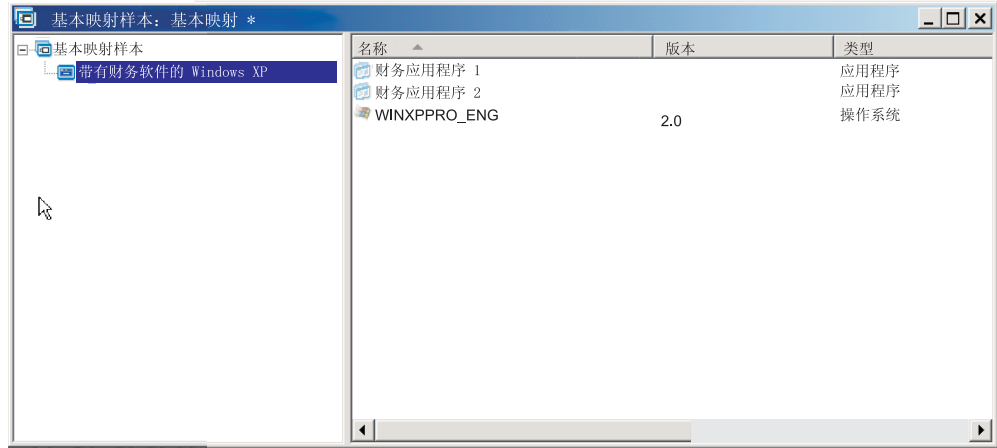 基本映射样本：基本映射 *
基本映射样本
带有财务软件的 Windows XP
名称 版本 类型
财务应用程序 1 应用程序
财务应用程序 2 应用程序
WINXPPRO_ENG 2.0 操作系统